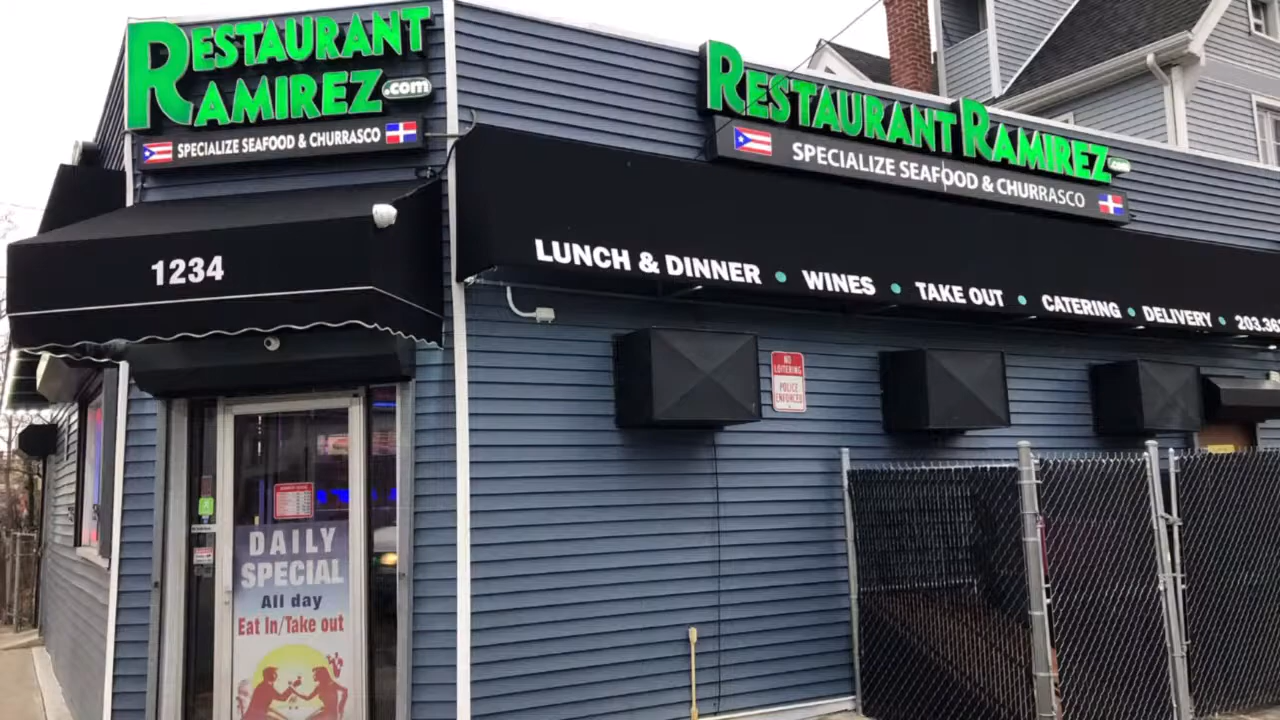 RESTAURANT
RAMIREZ.com
SPECIALIZE SEAFOOD & CHURRASCO
1234
RESTAURANT RAMIREZ.com
SPECIALIZE SEAFOOD & CHURRASCO
LUNCH & DINNER • WINES • TAKE OUT • CATERING • DELIVERY • 203.36
NO
LOITERING
POLICE
ENFORCED
DAILY
SPECIAL
All day
Eat In/Take out